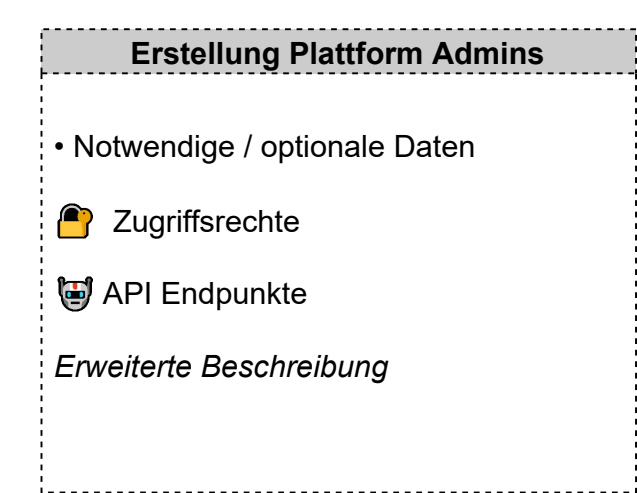 Erstellung Plattform Admins
• Notwendige / optionale Daten
Zugriffsrechte
API Endpunkte
Erweiterte Beschreibung